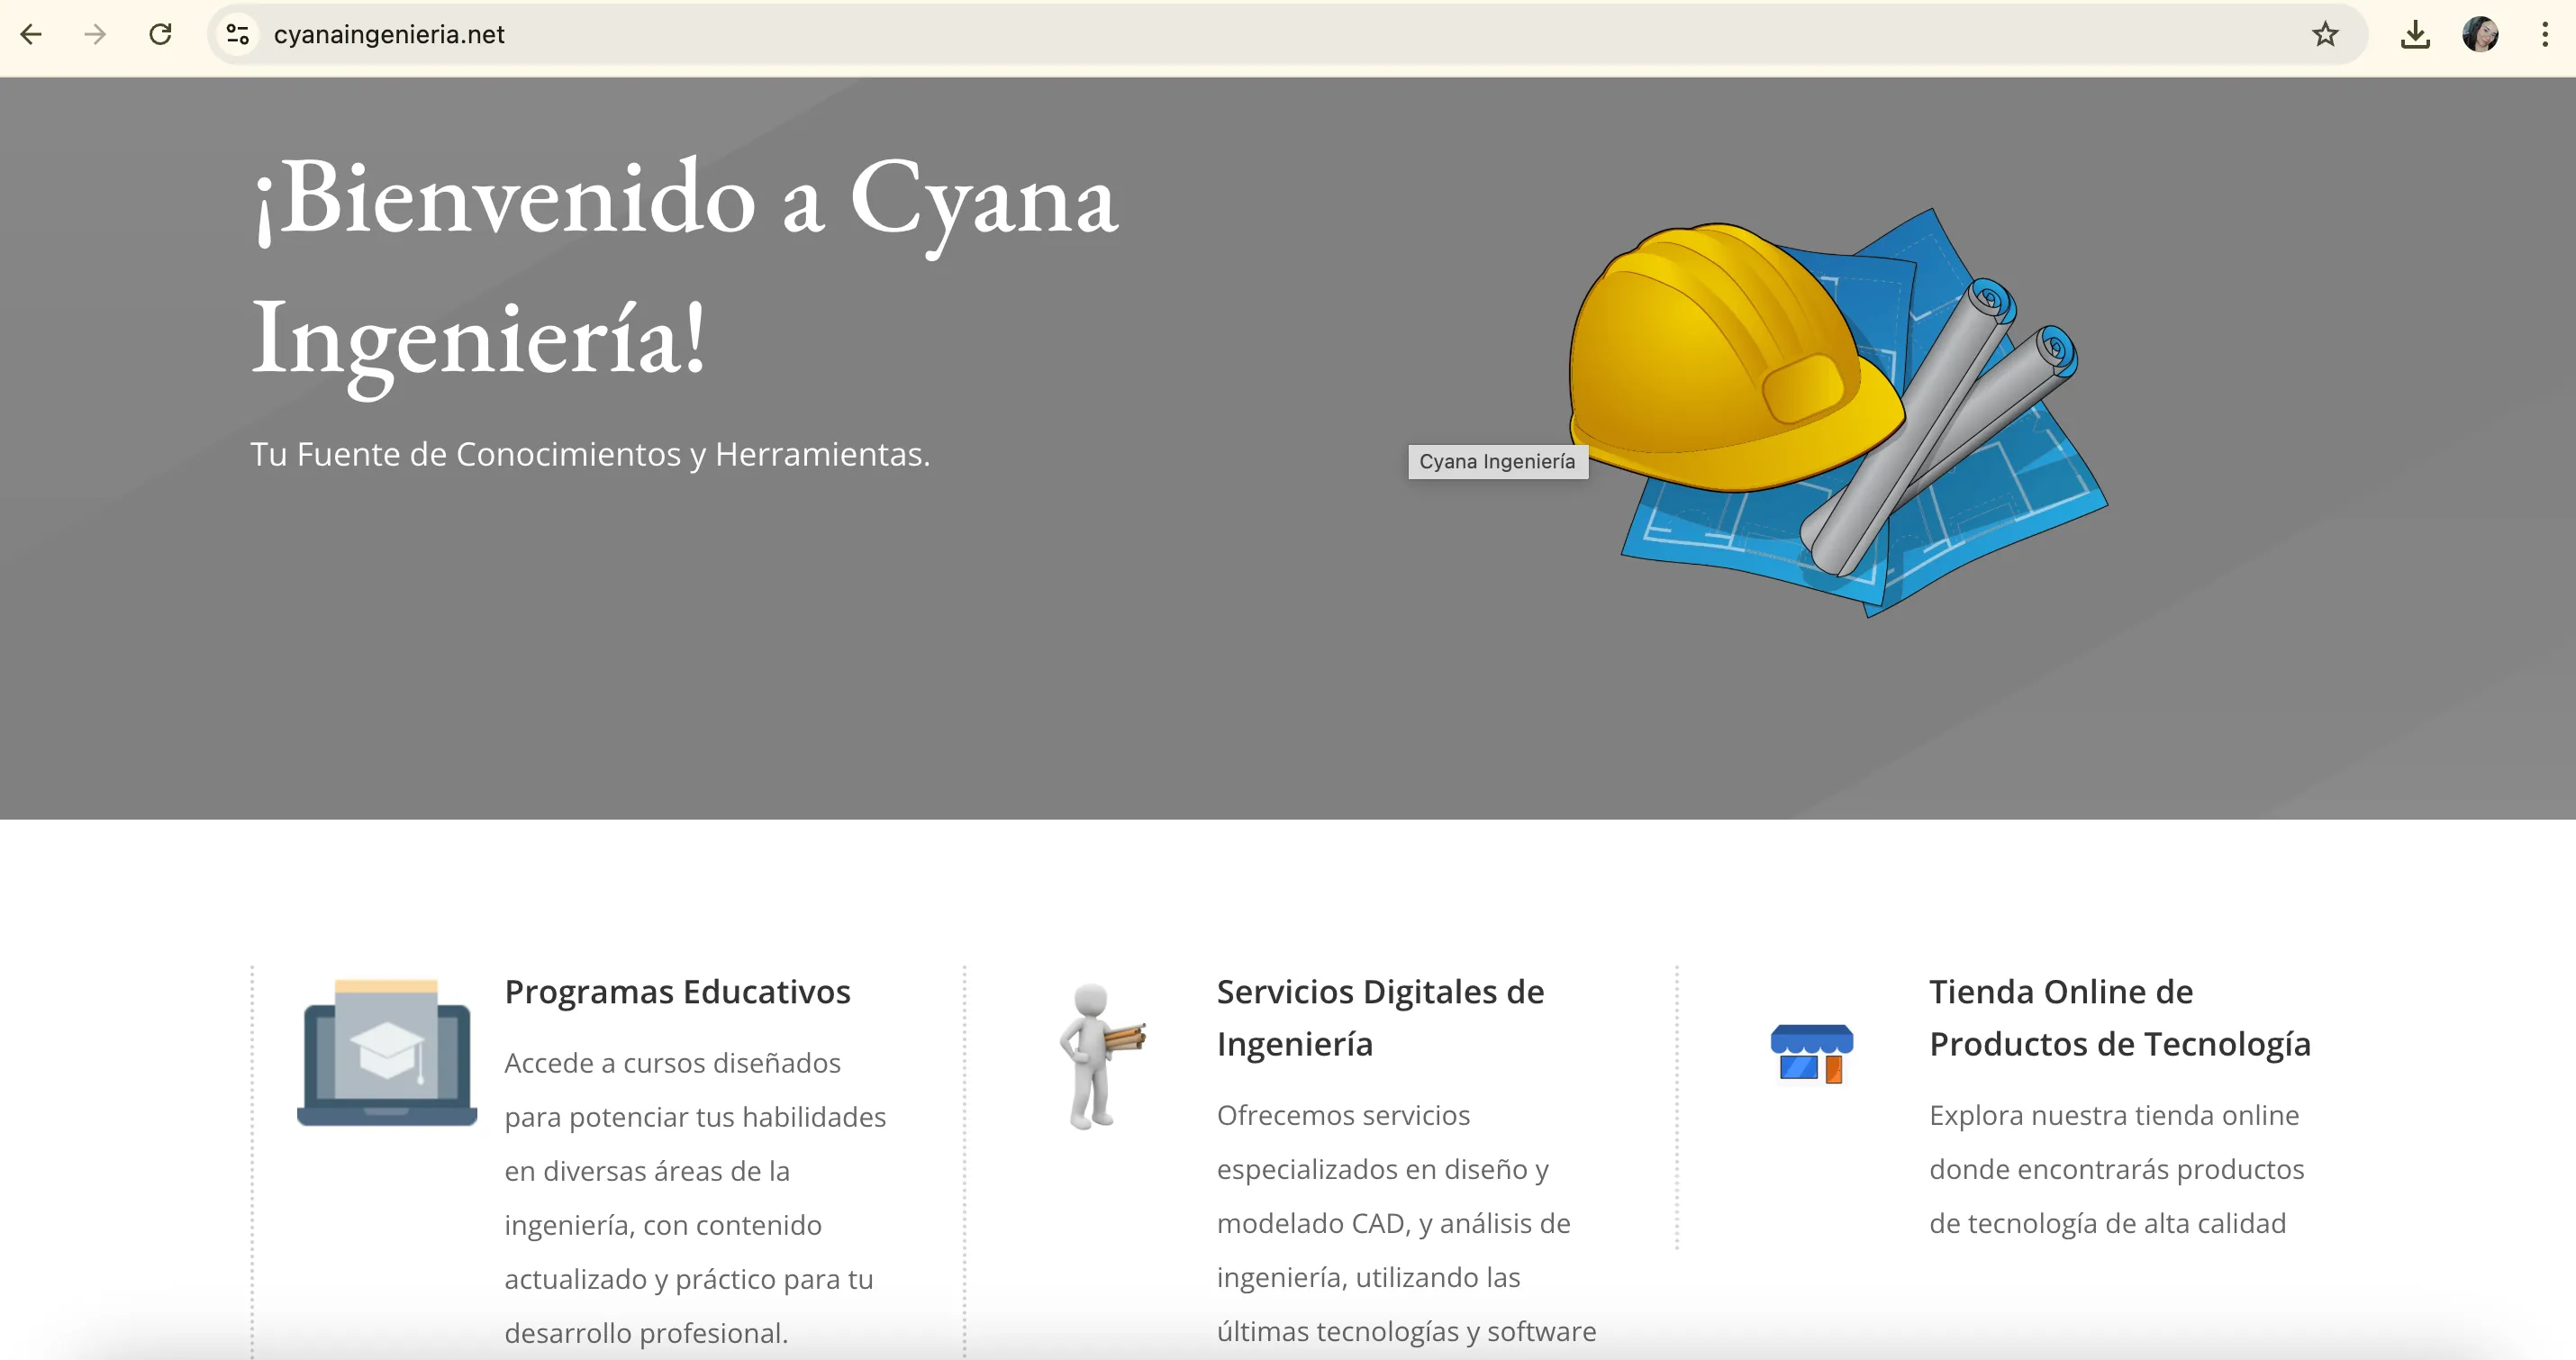 cyanaingenieria.net
¡Bienvenido a Cyana
Ingeniería!
Tu Fuente de Conocimientos y Herramientas.
Cyana Ingeniería
Programas Educativos
Accede a cursos diseñados
para potenciar tus habilidades
en diversas áreas de la
ingeniería, con contenido
actualizado y práctico para tu
desarrollo profesional.
Servicios Digitales de
Ingeniería
Ofrecemos servicios
especializados en diseño y
modelado CAD, y análisis de
ingeniería, utilizando las
últimas tecnologías y software
Tienda Online de
Productos de Tecnología
Explora nuestra tienda online
donde encontrarás productos
de tecnología de alta calidad